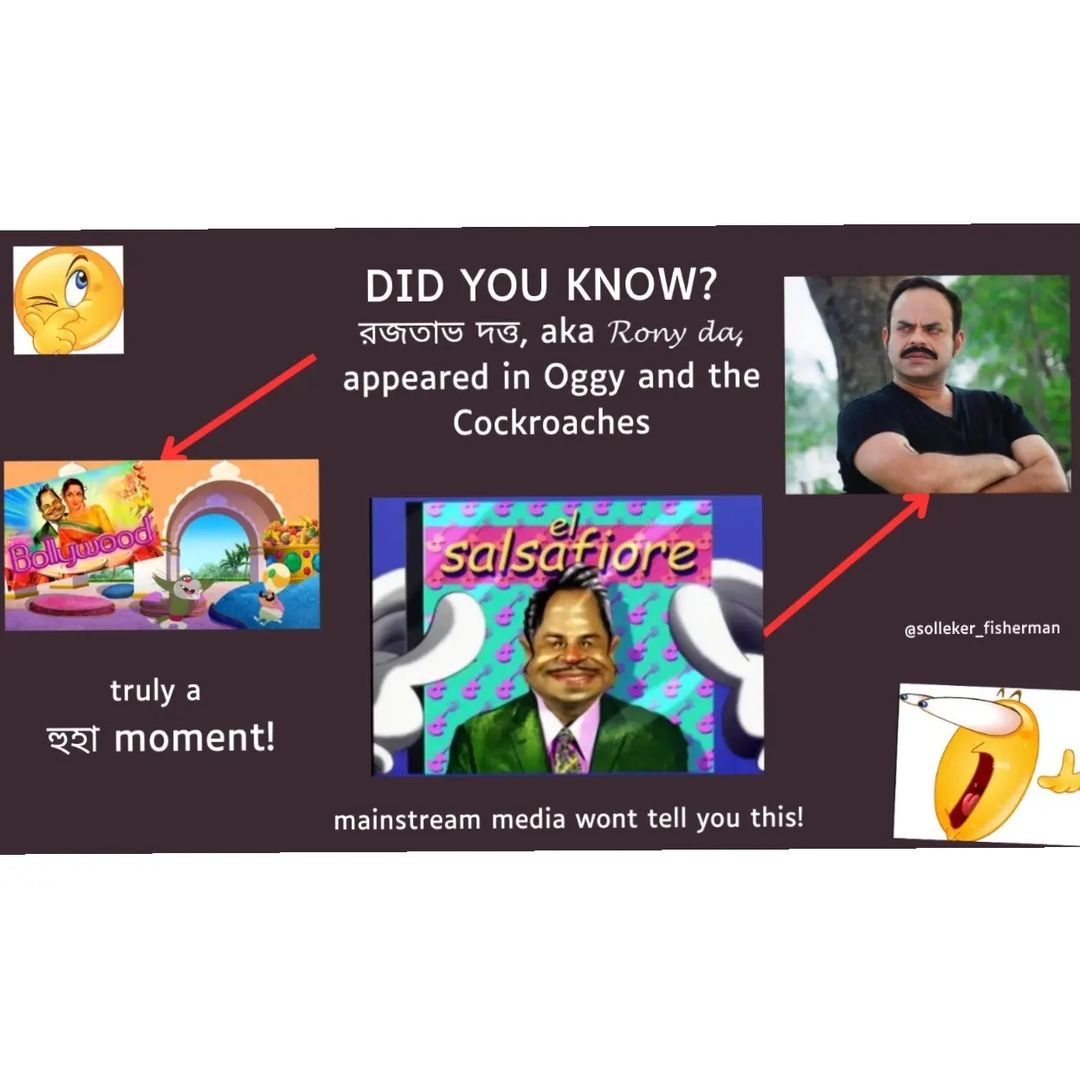 DID YOU KNOW?
রজতাভ দত্ত, aka Rony da,
appeared in Oggy and the
Cockroaches
Bollywood
el
salsafiore
@solleker_fisherman
truly a
হুহা moment!
mainstream media wont tell you this!